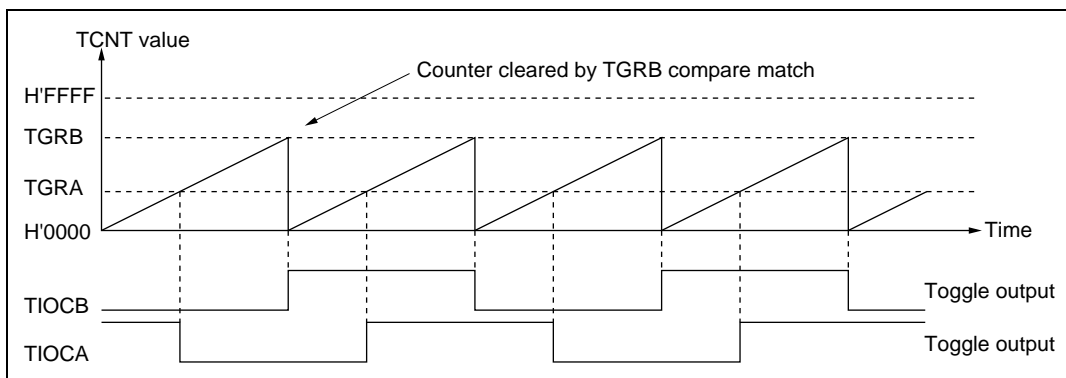 TCNT value
Counter cleared by TGRB compare match
H'FFFF
TGRB
TGRA
H'0000
Time
TIOCB
Toggle output
TIOCA
Toggle output